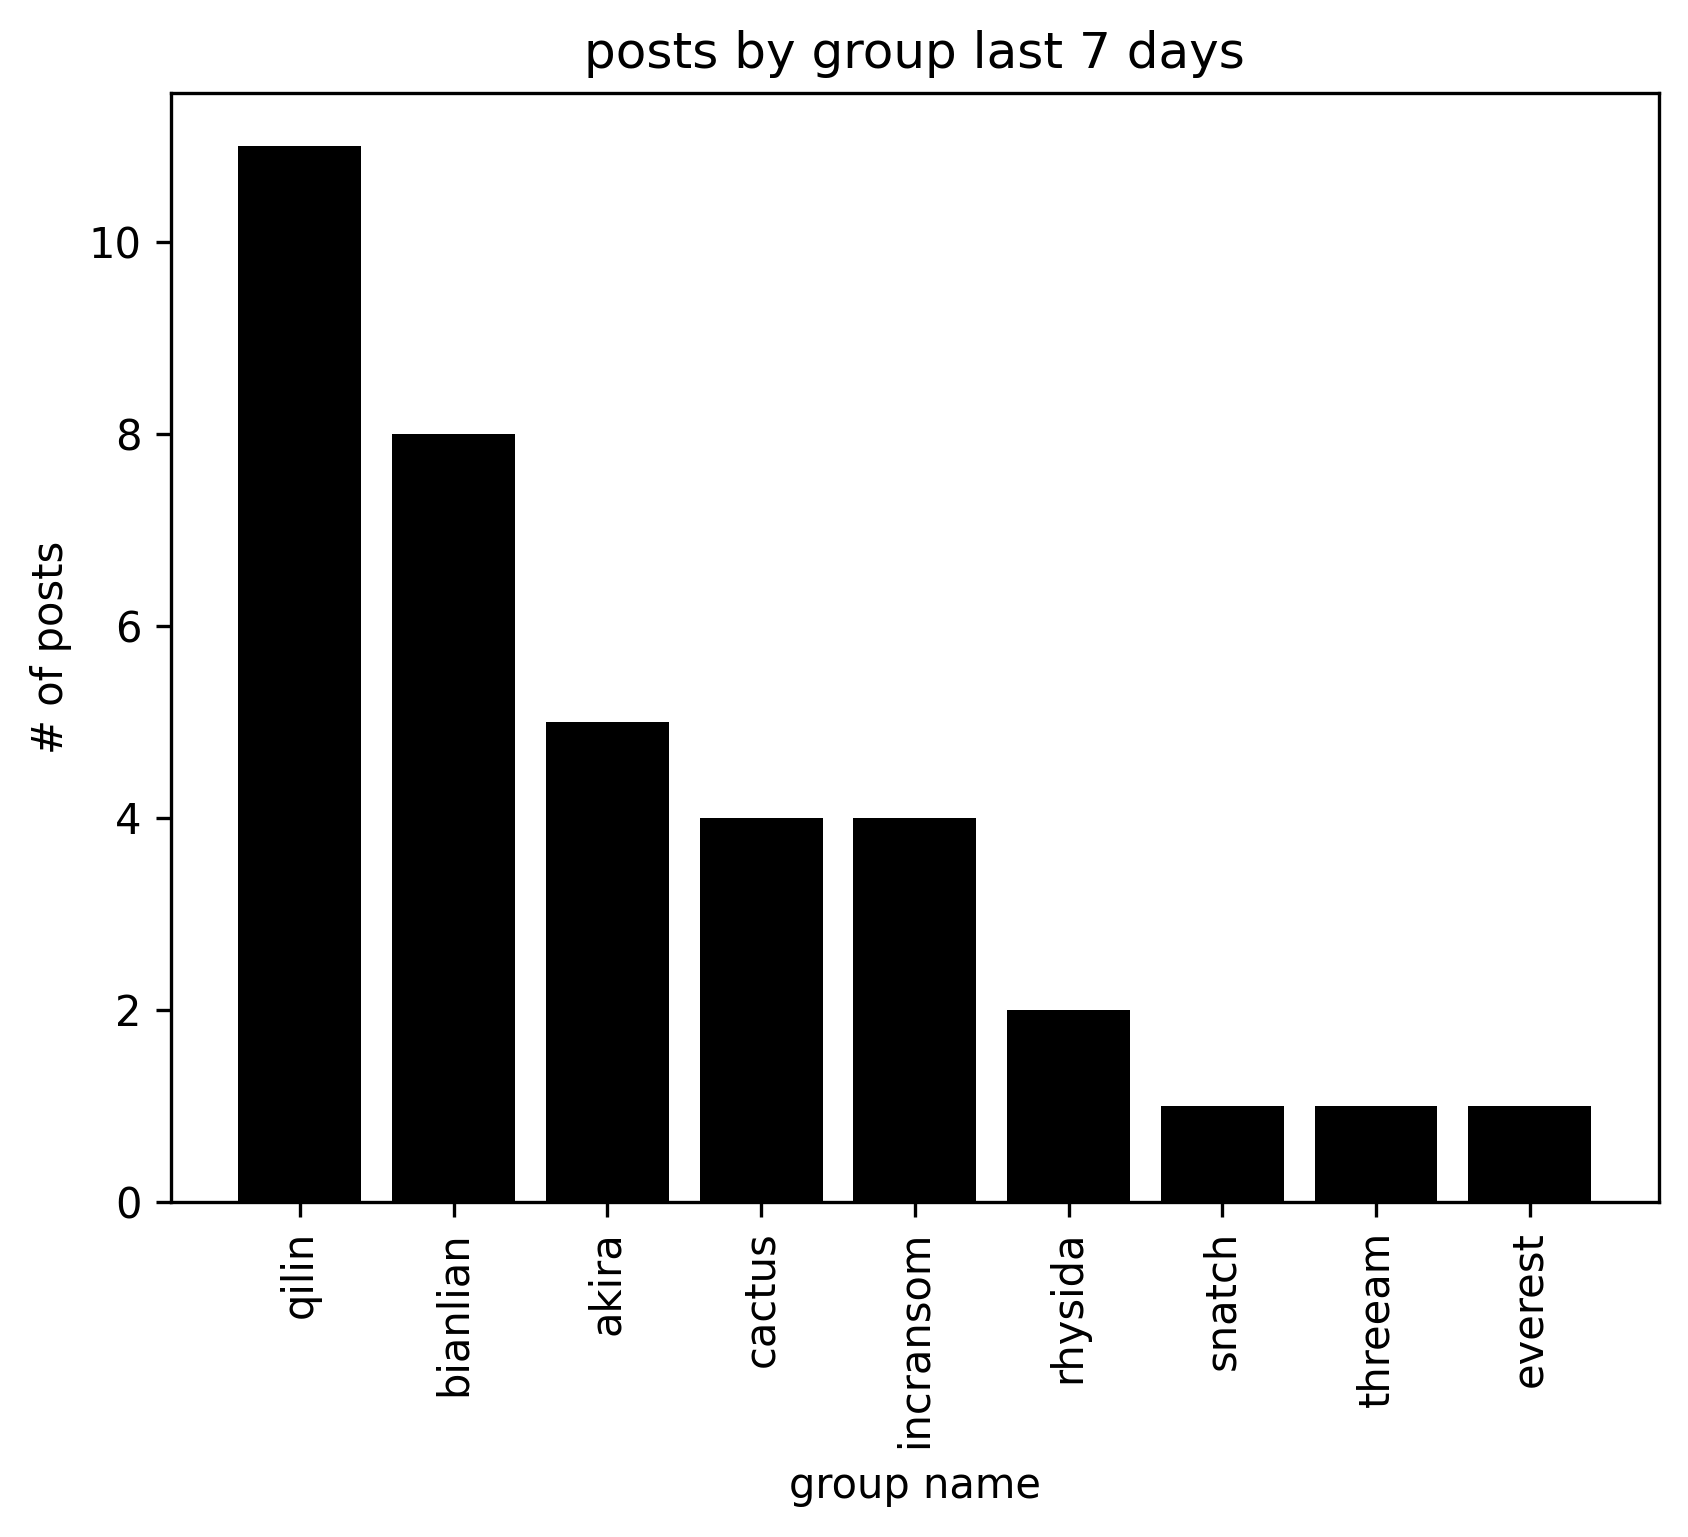 posts by group last 7 days
# of posts
10
8
6
4
2
0
qilin
bianlian
akira
cactus
incransom
rhysida
snatch
threeam
everest
group name